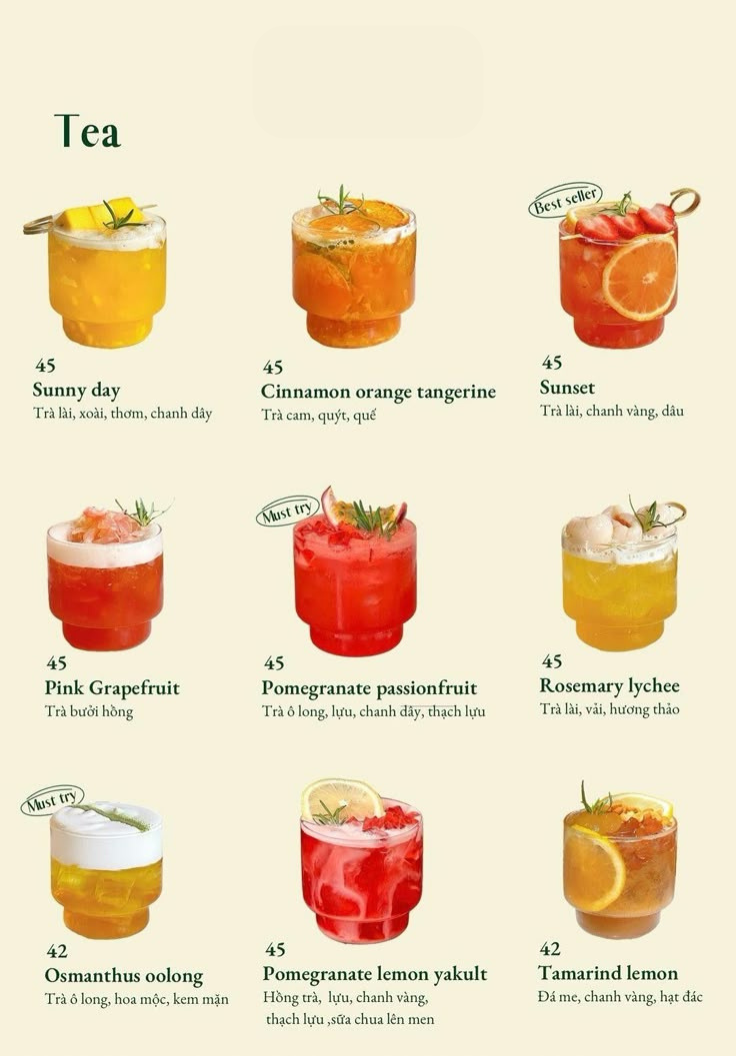 Tea
45
Sunny day
Trà lài, xoài, thơm, chanh dây
45
Cinnamon orange tangerine
Trà cam, quýt, quế
Best seller
45
Sunset
Trà lài, chanh vàng, dâu
45
Pink Grapefruit
Trà bưởi hồng
Must try
45
Pomegranate passionfruit
Trà ô long, lựu, chanh dây, thạch lựu
45
Rosemary lychee
Trà lài, vải, hương thảo
Must try
42
Osmanthus oolong
Trà ô long, hoa mộc, kem mặn
45
Pomegranate lemon yakult
Hồng trà, lựu, chanh vàng,
thạch lựu ,sữa chua lên men
42
Tamarind lemon
Đá me, chanh vàng, hạt đác